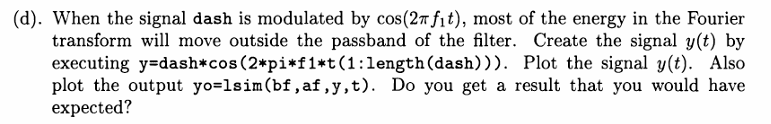 (d). When the signal dash is modulated by cos(2πf₁t), most of the energy in the Fourier
transform will move outside the passband of the filter. Create the signal y(t) by
executing y=dash*cos(2*pi*f1*t(1:length(dash))). Plot the signal y(t). Also
plot the output yo=lsim(bf,af,y,t). Do you get a result that you would have
expected?